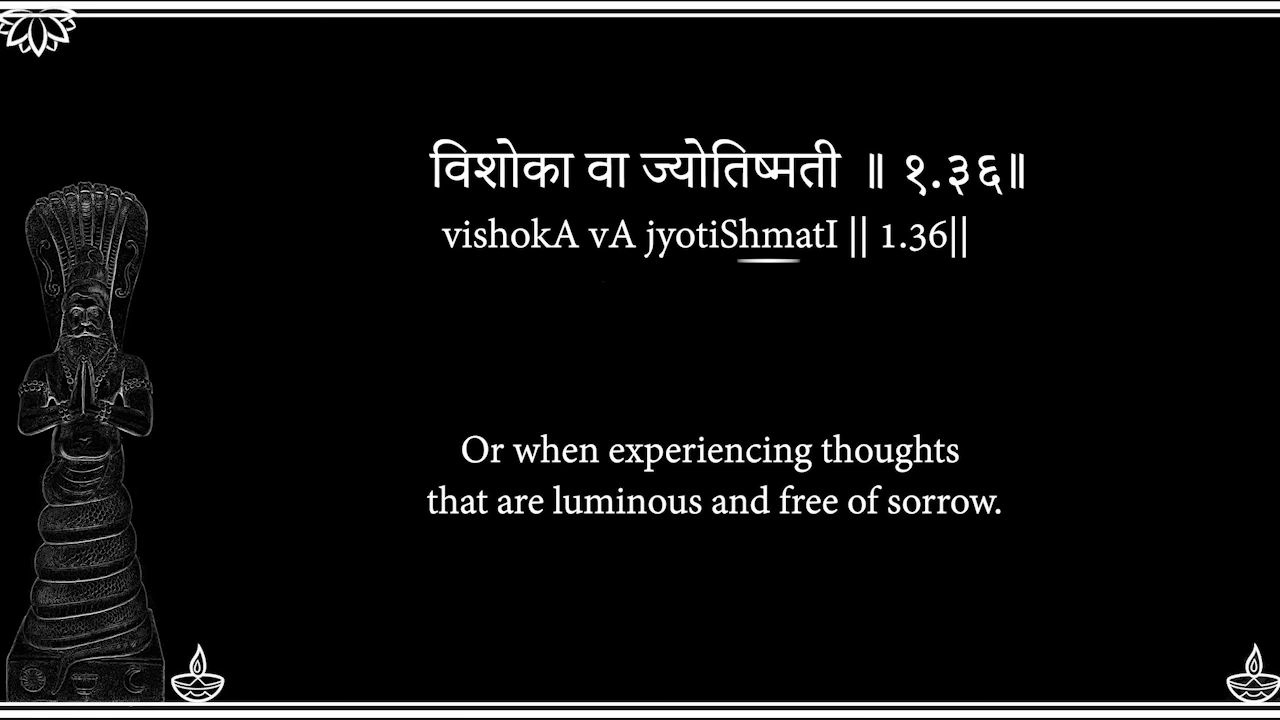 विशोका वा ज्योतिष्मती ॥ १.३६॥
vishokA vA jyotiShmatI || 1.36||
Or when experiencing thoughts
that are luminous and free of sorrow.